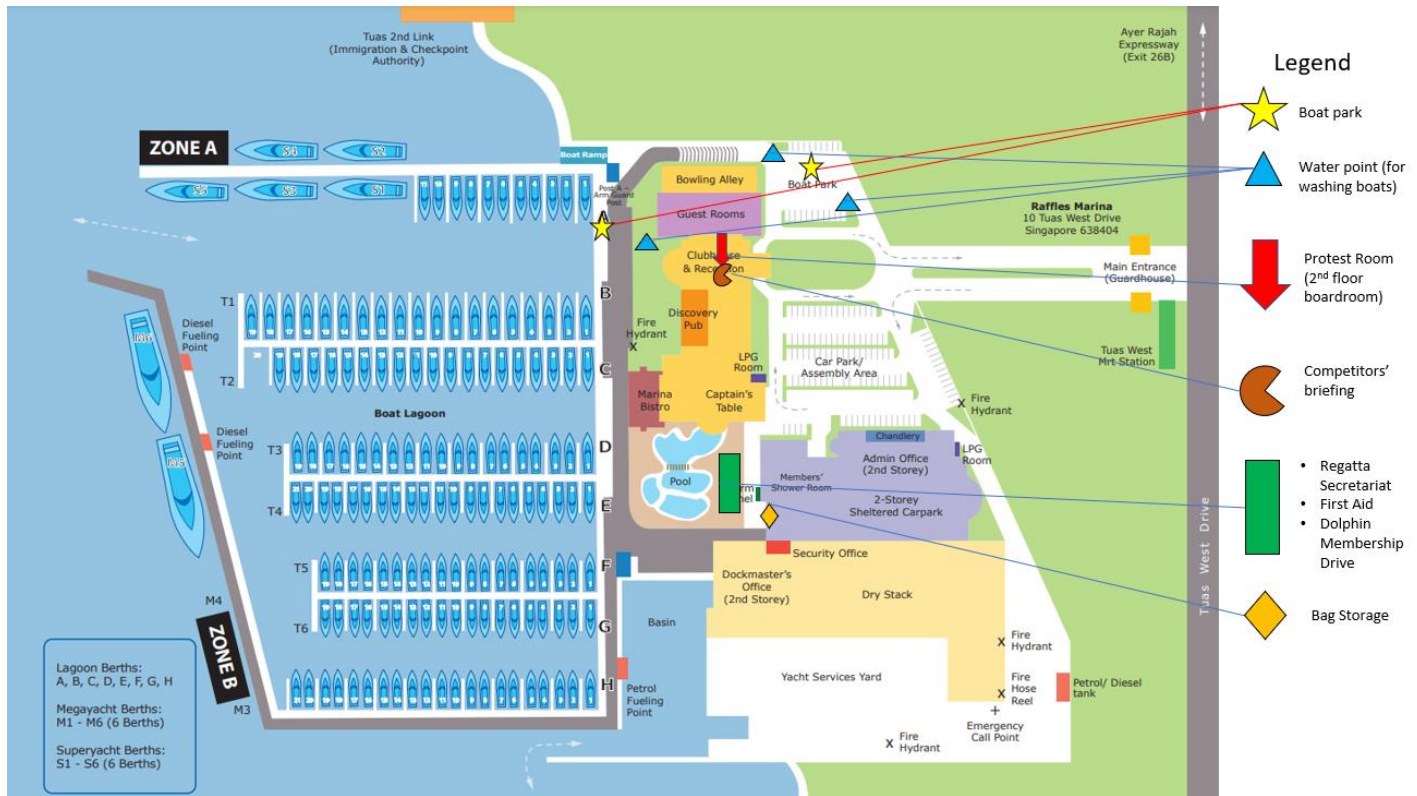 Tuas 2nd Link
(Immigration & Checkpoint
Authority)
Ayer Rajah
Expressway
(Exit 26B)
Legend
Boat park
Water point (for
washing boats)
Protest Room
(2nd floor
boardroom)
Competitors'
briefing
• Regatta
Secretariat
• First Aid
• Dolphin
Membership
Drive
Bag Storage
ZONE A
S4
S2
S5
S3
S1
Boat Ramp
Post A –
Arm Guard
Post
Bowling Alley
Guest Rooms
Boat Park
Raffles Marina
10 Tuas West Drive
Singapore 638404
Main Entrance
(Guardhouse)
Tuas West
Mrt Station
Clubhouse
& Reception
Discovery
Pub
Fire
Hydrant
X
LPG
Room
Car Park/
Assembly Area
Marina
Bistro
Captain's
Table
X Fire
Hydrant
A
B
C
D
E
F
G
H
T1
T2
T3
T4
T5
T6
Diesel
Fueling
Point
Diesel
Fueling
Point
Boat Lagoon
M16
M15
M4
ZONE B
M3
Pool
Chandlery
Admin Office
(2nd Storey)
LPG
Room
Members'
Shower Room
2-Storey
Sheltered Carpark
Security Office
Dockmaster's
Office
(2nd Storey)
Dry Stack
Basin
Petrol
Fueling
Point
Yacht Services Yard
X Fire
Hydrant
X Fire
Hose
Reel
Petrol/ Diesel
tank
+
Emergency
Call Point
X Fire
Hydrant
Tuas West Drive
Lagoon Berths:
A, B, C, D, E, F, G, H
Megayacht Berths:
M1 - M6 (6 Berths)
Superyacht Berths:
S1 - S6 (6 Berths)